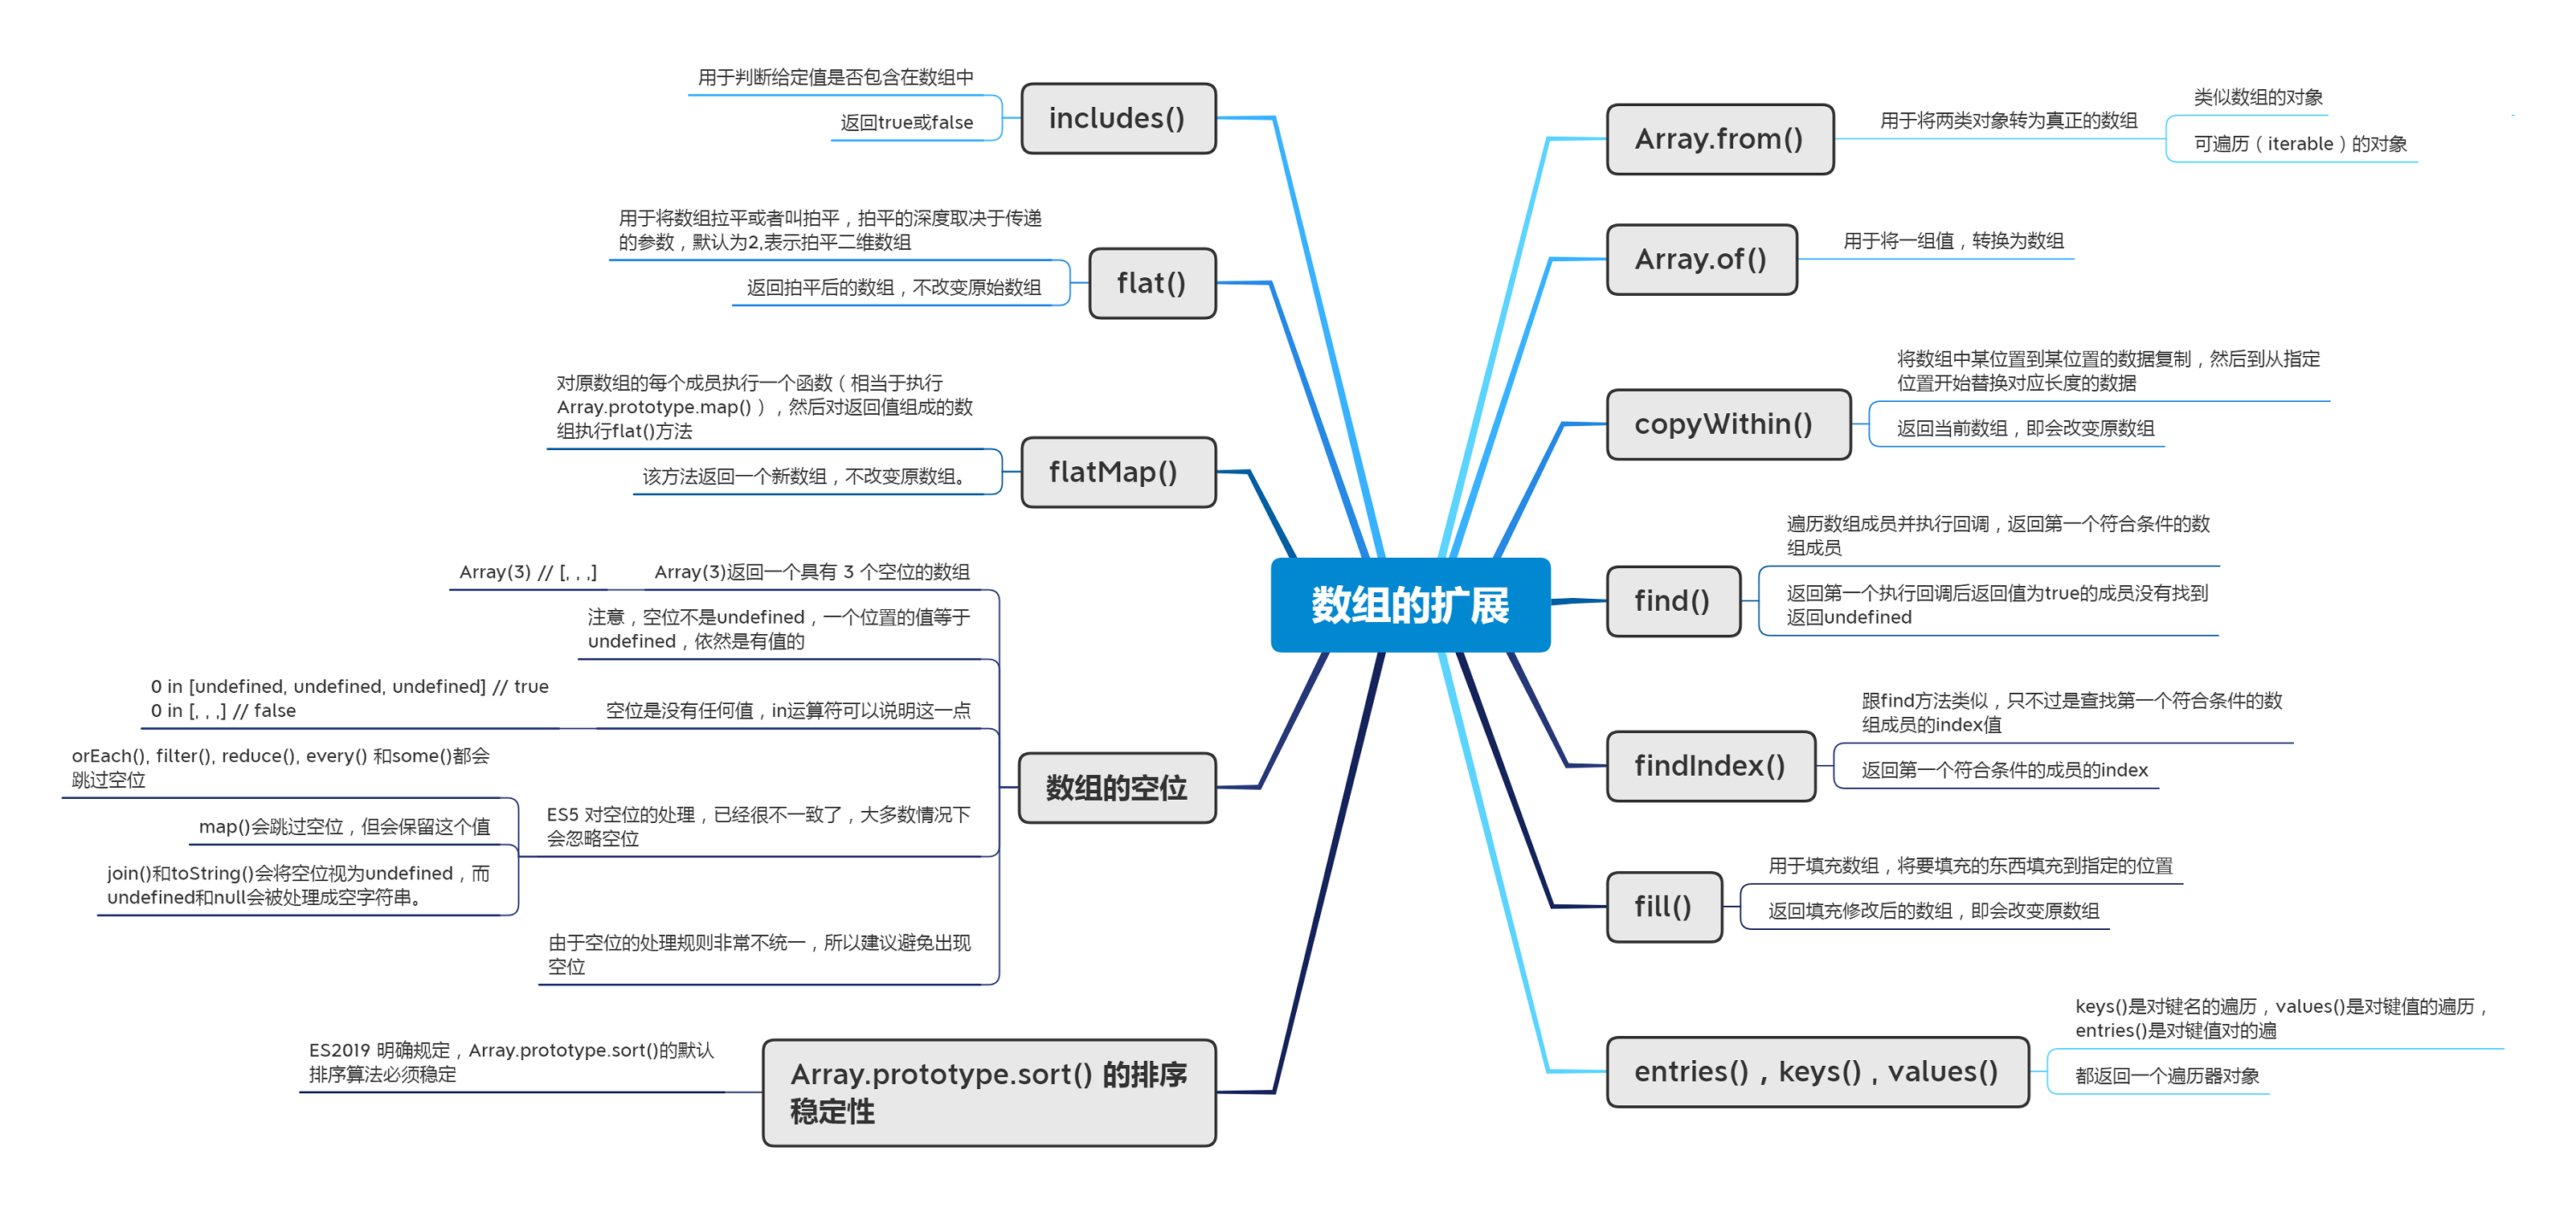 数组的扩展
Array.from()
用于将两类对象转为真正的数组
类似数组的对象
可遍历（iterable）的对象
Array.of()
用于将一组值，转换为数组
copyWithin()
将数组中某位置到某位置的数据复制，然后到从指定
位置开始替换对应长度的数据
返回当前数组，即会改变原数组
find()
遍历数组成员并执行回调，返回第一个符合条件的数
组成员
返回第一个执行回调后返回值为true的成员没有找到
返回undefined
findIndex()
跟find方法类似，只不过是查找第一个符合条件的数
组成员的index值
返回第一个符合条件的成员的index
fill()
用于填充数组，将要填充的东西填充到指定的位置
返回填充修改后的数组，即会改变原数组
entries()，keys()，values()
keys()是对键名的遍历，values()是对键值的遍历，
entries()是对键值对的遍
都返回一个遍历器对象
includes()
用于判断给定值是否包含在数组中
返回true或false
flat()
用于将数组拉平或者叫拍平，拍平的深度取决于传递
的参数，默认为2,表示拍平二维数组
返回拍平后的数组，不改变原始数组
flatMap()
对原数组的每个成员执行一个函数（相当于执行
Array.prototype.map()），然后对返回值组成的数
组执行flat()方法
该方法返回一个新数组，不改变原数组。
数组的空位
Array(3)返回一个具有 3 个空位的数组
Array(3) // [, , ,]
注意，空位不是undefined，一个位置的值等于
undefined，依然是有值的
空位是没有任何值，in运算符可以说明这一点
0 in [undefined, undefined, undefined] // true
0 in [, , ,] // false
ES5 对空位的处理，已经很不一致了，大多数情况下
会忽略空位
orEach(), filter(), reduce(), every() 和some()都会
跳过空位
map()会跳过空位，但会保留这个值
join()和toString()会将空位视为undefined，而
undefined和null会被处理成空字符串。
由于空位的处理规则非常不统一，所以建议避免出现
空位
Array.prototype.sort() 的排序
稳定性
ES2019 明确规定，Array.prototype.sort()的默认
排序算法必须稳定